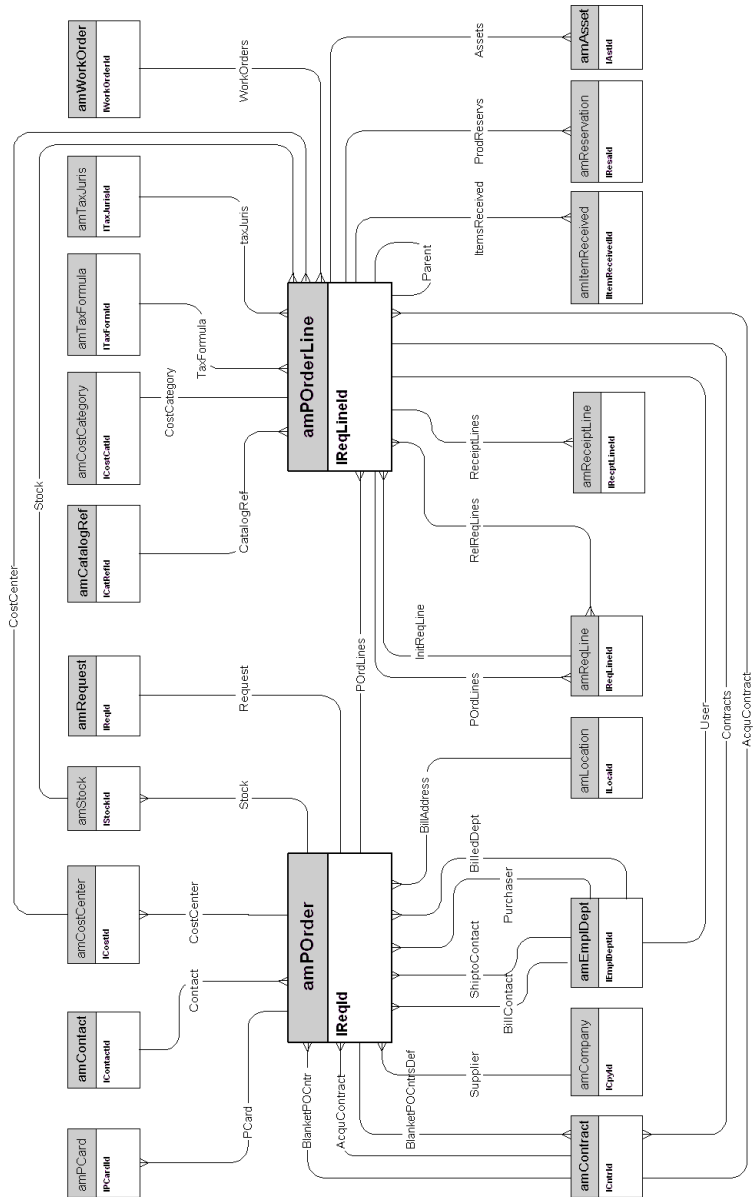 CostCenter
Stock
amPCard
lPCardId
amContact
lContactId
amCostCenter
lCostId
amStock
lStockId
amRequest
lReqId
amCatalogRef
lCatRefId
amCostCategory
lCostCatId
amTaxFormula
lTaxFormId
amTaxJuris
lTaxJurisId
amWorkOrder
lWorkOrderId
PCard
Contact
CostCenter
Stock
Request
CatalogRef
CostCategory
TaxFormula
taxJuris
WorkOrders
amPOrder
lReqId
amPOrderLine
lReqLineId
POrdLines
BlanketPOCntr
AcquContract
BlanketPOCntrsDef
Supplier
BillContact
ShiptoContact
Purchaser
BilledDept
BillAddress
POrdLines
InitReqLine
RelReqLines
ReceiptLines
Parent
ItemsReceived
ProdReservs
Assets
amContract
lCntrId
amCompany
lCpyId
amEmplDept
lEmplDeptId
amLocation
lLocaId
amReqLine
lReqLineId
amReceiptLine
lRecptLineId
amItemReceived
lItemReceivedId
amReservation
lResaId
amAsset
lAstId
User
Contracts
AcquContract